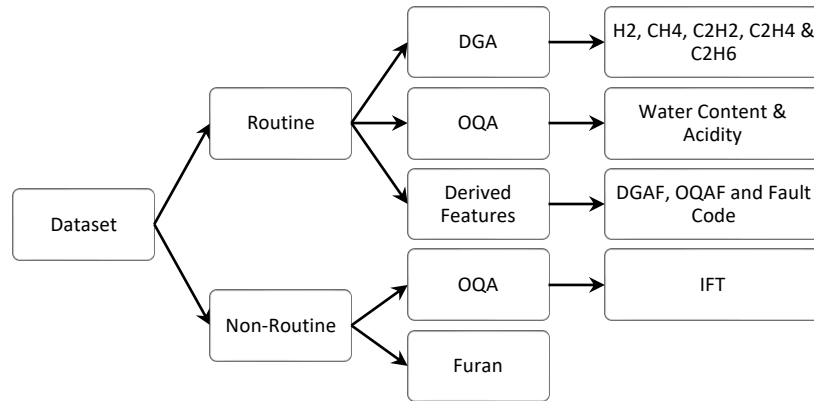 Dataset
Routine
DGA
H2, CH4, C2H2, C2H4 &
C2H6
OQA
Water Content &
Acidity
Derived
Features
DGAF, OQAF and Fault
Code
Non-Routine
OQA
IFT
Furan